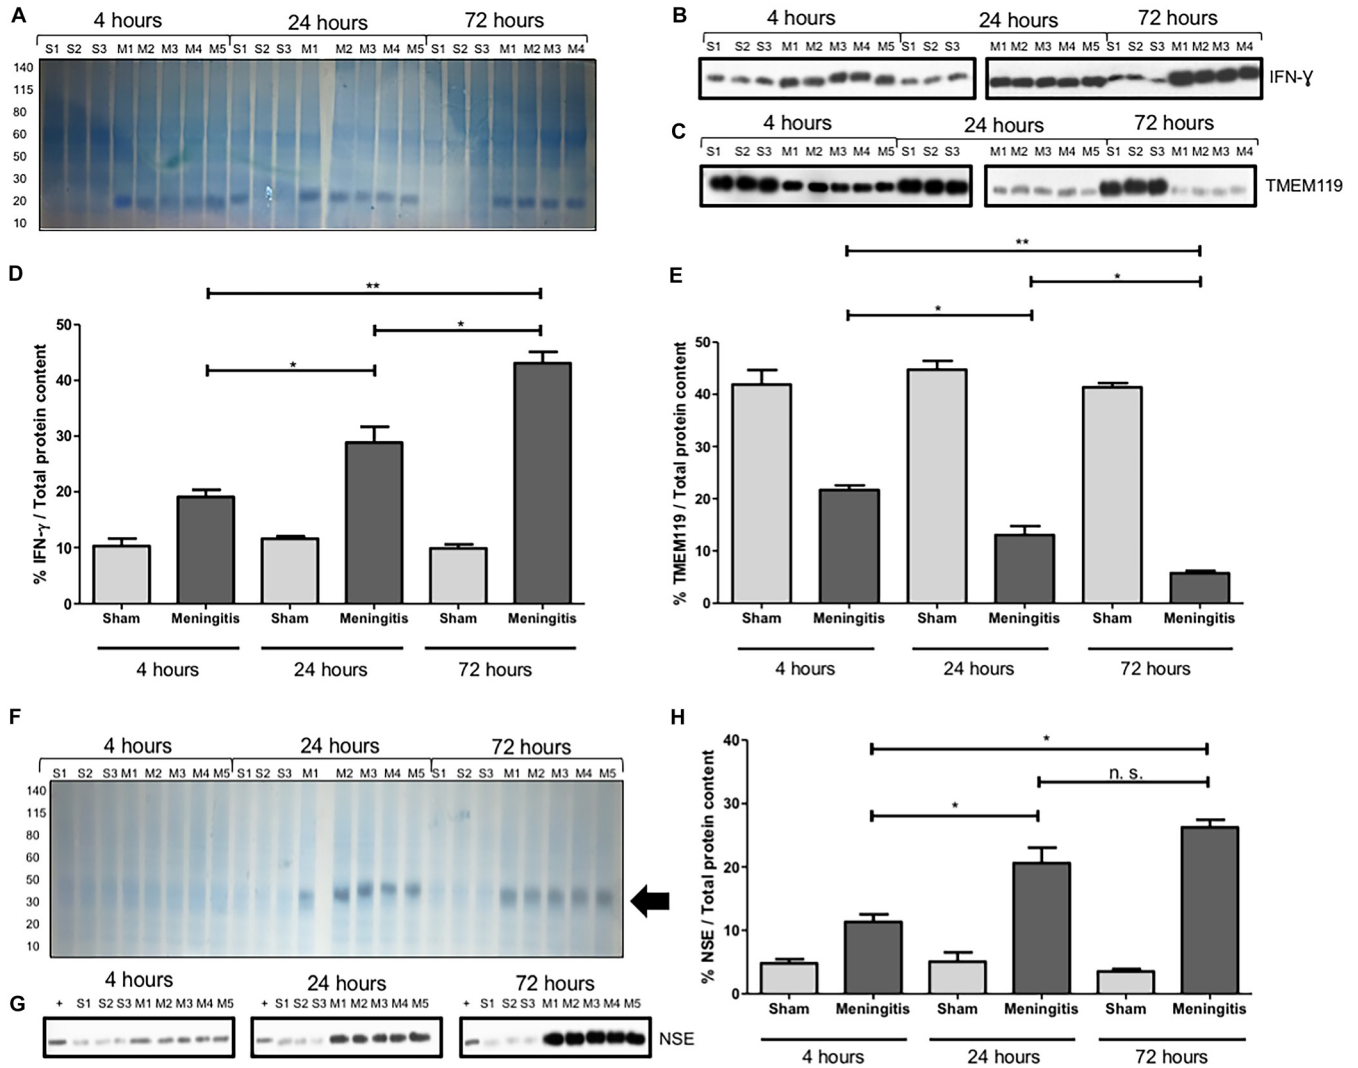 A
4 hours 24 hours 72 hours
S1 S2 S3 M1 M2 M3 M4 M5 S1 S2 S3 M1 M2 M3 M4 M5 S1 S2 S3 M1 M2 M3 M4
140
115
80
60
50
30
20
10
B
4 hours 24 hours 72 hours
S1 S2 S3 M1 M2 M3 M4 M5 S1 S2 S3 M1 M2 M3 M4 M5 S1 S2 S3 M1 M2 M3 M4
IFN-ɣ
C
4 hours 24 hours 72 hours
S1 S2 S3 M1 M2 M3 M4 M5 S1 S2 S3 M1 M2 M3 M4 M5 S1 S2 S3 M1 M2 M3 M4
TMEM119
D
**
*
*
% IFN-γ / Total protein content
50
40
30
20
10
0
Sham Meningitis Sham Meningitis Sham Meningitis
4 hours 24 hours 72 hours
E
**
*
*
% TMEM119 / Total protein content
50
40
30
20
10
0
Sham Meningitis Sham Meningitis Sham Meningitis
4 hours 24 hours 72 hours
F
4 hours 24 hours 72 hours
S1 S2 S3 M1 M2 M3 M4 M5 S1 S2 S3 M1 M2 M3 M4 M5 S1 S2 S3 M1 M2 M3 M4 M5
140
115
80
60
50
30
20
10
G
4 hours 24 hours 72 hours
+ S1 S2 S3 M1 M2 M3 M4 M5 + S1 S2 S3 M1 M2 M3 M4 M5 + S1 S2 S3 M1 M2 M3 M4 M5
NSE
H
*
n. s.
*
% NSE / Total protein content
40
30
20
10
0
Sham Meningitis Sham Meningitis Sham Meningitis
4 hours 24 hours 72 hours